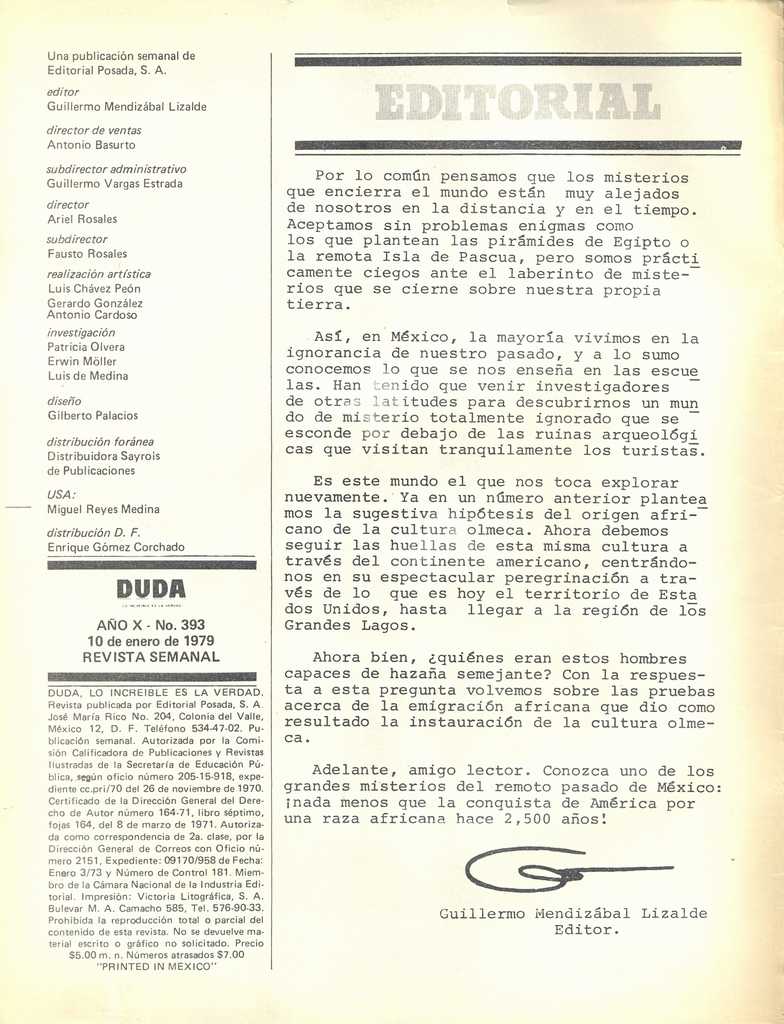 Una publicación semanal de
Editorial Posada, S. A.
editor
Guillermo Mendizábal Lizalde
director de ventas
Antonio Basurto
subdirector administrativo
Guillermo Vargas Estrada
director
Ariel Rosales
subdirector
Fausto Rosales
realización artística
Luis Chávez Peón
Gerardo González
Antonio Cardoso
investigación
Patricia Olvera
Erwin Möller
Luis de Medina
diseño
Gilberto Palacios
distribución foránea
Distribuidora Sayrois
de Publicaciones
USA:
Miguel Reyes Medina
distribución D. F.
Enrique Gómez Corchado
DUDA
LO INCREIBLE ES LA VERDAD
AÑO X - No. 393
10 de enero de 1979
REVISTA SEMANAL
DUDA, LO INCREIBLE ES LA VERDAD.
Revista publicada por Editorial Posada, S. A.
José María Rico No. 204, Colonia del Valle,
México 12, D. F. Teléfono 534-47-02. Pu-
blicación semanal. Autorizada por la Comi-
sión Calificadora de Publicaciones y Revistas
Ilustradas de la Secretaría de Educación Pú-
blica, según oficio número 205-15-918, expe-
diente cc.pri/70 del 26 de noviembre de 1970.
Certificado de la Dirección General del Dere-
cho de Autor número 164-71, libro séptimo,
fojas 164, del 8 de marzo de 1971. Autoriza-
da como correspondencia de 2a. clase, por la
Dirección General de Correos con Oficio nú-
mero 2151, Expediente: 09170/958 de Fecha:
Enero 3/73 y Número de Control 181. Miem-
bro de la Cámara Nacional de la Industria Edi-
torial. Impresión: Victoria Litográfica, S. A.
Bulevar M. A. Camacho 585, Tel. 576-90-33.
Prohibida la reproducción total o parcial del
contenido de esta revista. No se devuelve ma-
terial escrito o gráfico no solicitado. Precio
$5.00 m. n. Números atrasados $7.00
"PRINTED IN MEXICO"
EDITORIAL
Por lo común pensamos que los misterios
que encierra el mundo están muy alejados
de nosotros en la distancia y en el tiempo.
Aceptamos sin problemas enigmas como
los que plantean las pirámides de Egipto o
la remota Isla de Pascua, pero somos prácti
camente ciegos ante el laberinto de miste-
rios que se cierne sobre nuestra propia
tierra.
Así, en México, la mayoría vivimos en la
ignorancia de nuestro pasado, y a lo sumo
conocemos lo que se nos enseña en las escue
las. Han tenido que venir investigadores
de otras latitudes para descubrirnos un mun
do de misterio totalmente ignorado que se
esconde por debajo de las ruinas arqueológi
cas que visitan tranquilamente los turistas.
Es este mundo el que nos toca explorar
nuevamente. Ya en un número anterior plantea
mos la sugestiva hipótesis del origen afri-
cano de la cultura olmeca. Ahora debemos
seguir las huellas de esta misma cultura a
través del continente americano, centrándo-
nos en su espectacular peregrinación a tra-
vés de lo que es hoy el territorio de Esta
dos Unidos, hasta llegar a la región de los
Grandes Lagos.
Ahora bien, ¿quiénes eran estos hombres
capaces de hazaña semejante? Con la respues-
ta a esta pregunta volvemos sobre las pruebas
acerca de la emigración africana que dio como
resultado la instauración de la cultura olme-
ca.
Adelante, amigo lector. Conozca uno de los
grandes misterios del remoto pasado de México:
¡nada menos que la conquista de América por
una raza africana hace 2,500 años!
Guillermo Mendizábal Lizalde
Editor.